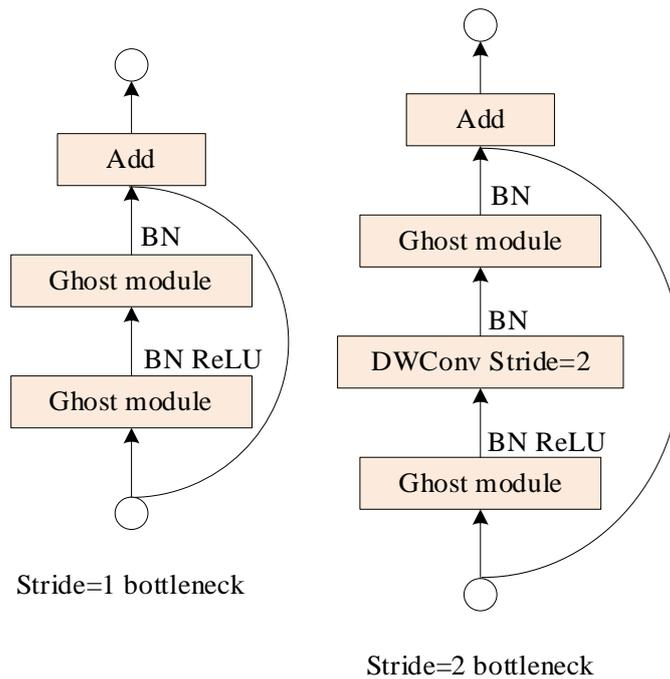 Add
BN
Ghost module
BN ReLU
Ghost module
Stride=1 bottleneck
Add
BN
Ghost module
BN
DWConv Stride=2
BN ReLU
Ghost module
Stride=2 bottleneck